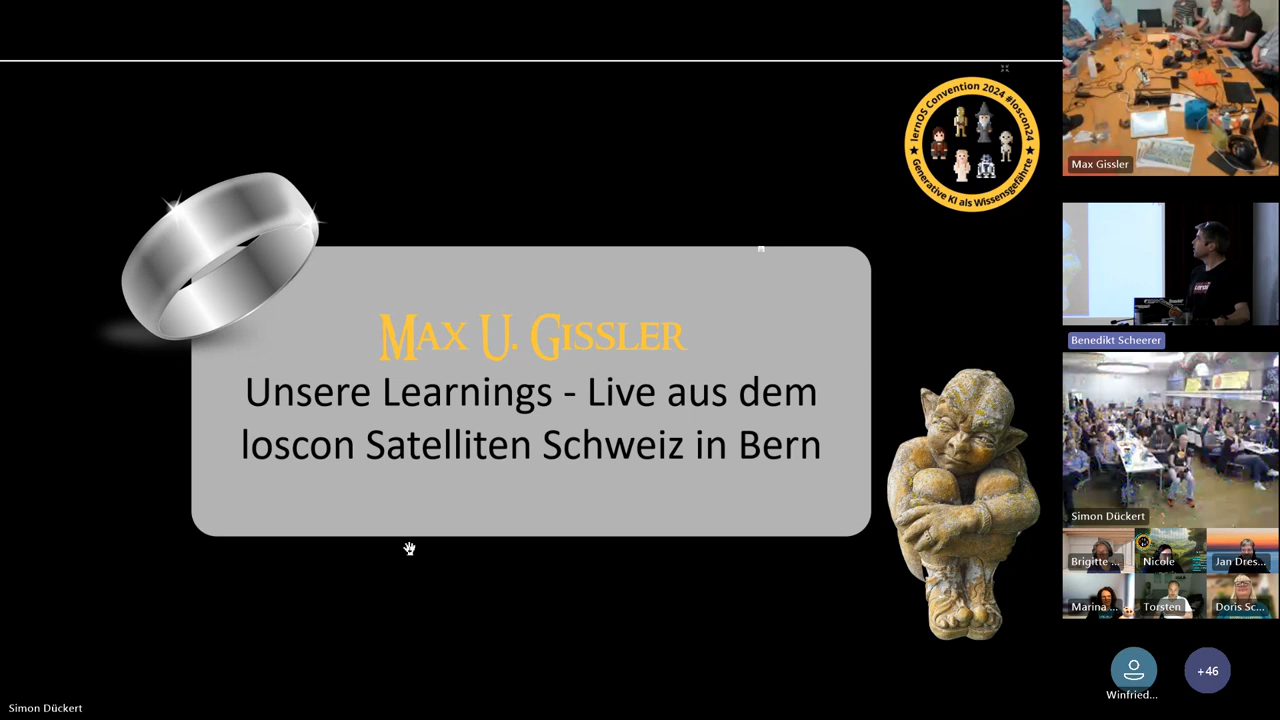 lernOS Convention 2024 #loscon24
Generative KI als Wissensgefährte
Max U. Gissler
Unsere Learnings - Live aus dem
loscon Satelliten Schweiz in Bern
Max Gissler
Benedikt Scheerer
Simon Dückert
Brigitte ...
Nicole
Jan Dres...
Marina ...
Torsten
Doris Sc...
Winfried...
+46
Simon Dückert